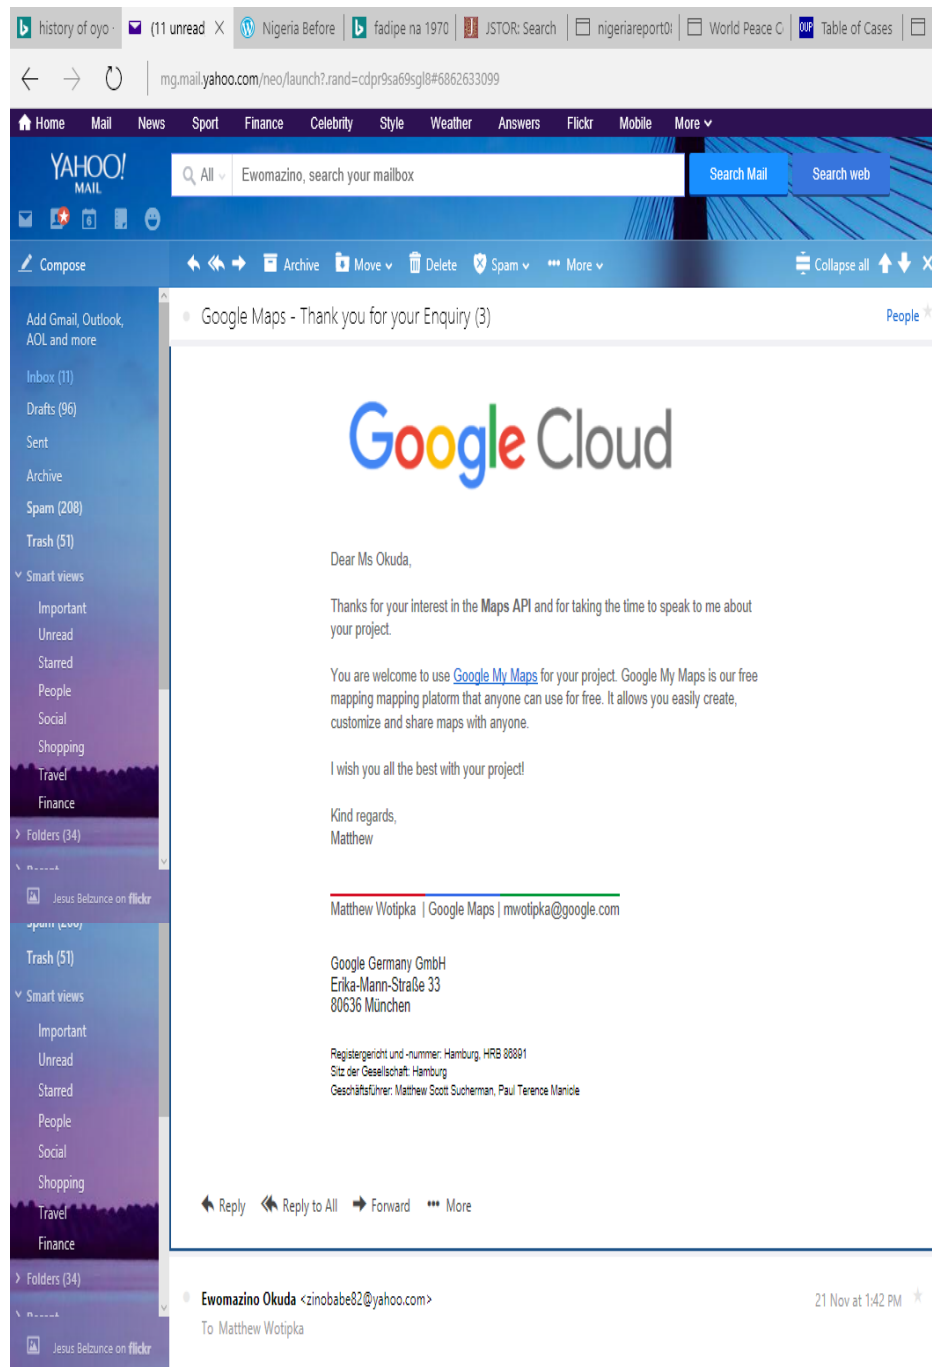 history of oyo ·
(11 unread
Nigeria Before
fadipe na 1970
JSTOR: Search
nigeriareport0
World Peace C
OUP Table of Cases
mg.mail.yahoo.com/neo/launch?.rand=cdpr9sa69sgl8#6862633099
Home Mail News Sport Finance Celebrity Style Weather Answers Flickr Mobile More
YAHOO!
MAIL
All Ewomazino, search your mailbox Search Mail Search web
6
Compose Archive Move Delete Spam More Collapse all
Add Gmail, Outlook,
AOL and more
Inbox (11)
Drafts (96)
Sent
Archive
Spam (208)
Trash (51)
Smart views
Important
Unread
Starred
People
Social
Shopping
Travel
Finance
Folders (34)
Recent
Jesus Belzunce on flickr
Spam (208)
Trash (51)
Smart views
Important
Unread
Starred
People
Social
Shopping
Travel
Finance
Folders (34)
Jesus Belzunce on flickr
Google Maps - Thank you for your Enquiry (3) People
Google Cloud
Dear Ms Okuda,
Thanks for your interest in the Maps API and for taking the time to speak to me about
your project.
You are welcome to use Google My Maps for your project. Google My Maps is our free
mapping mapping platorm that anyone can use for free. It allows you easily create,
customize and share maps with anyone.
I wish you all the best with your project!
Kind regards,
Matthew
Matthew Wotipka | Google Maps | mwotipka@google.com
Google Germany GmbH
Erika-Mann-Straße 33
80636 München
Registergericht und -nummer: Hamburg, HRB 86891
Sitz der Gesellschaft: Hamburg
Geschäftsführer: Matthew Scott Sucherman, Paul Terence Manicle
Reply Reply to All Forward More
Ewomazino Okuda <zinobabe82@yahoo.com> 21 Nov at 1:42 PM
To Matthew Wotipka